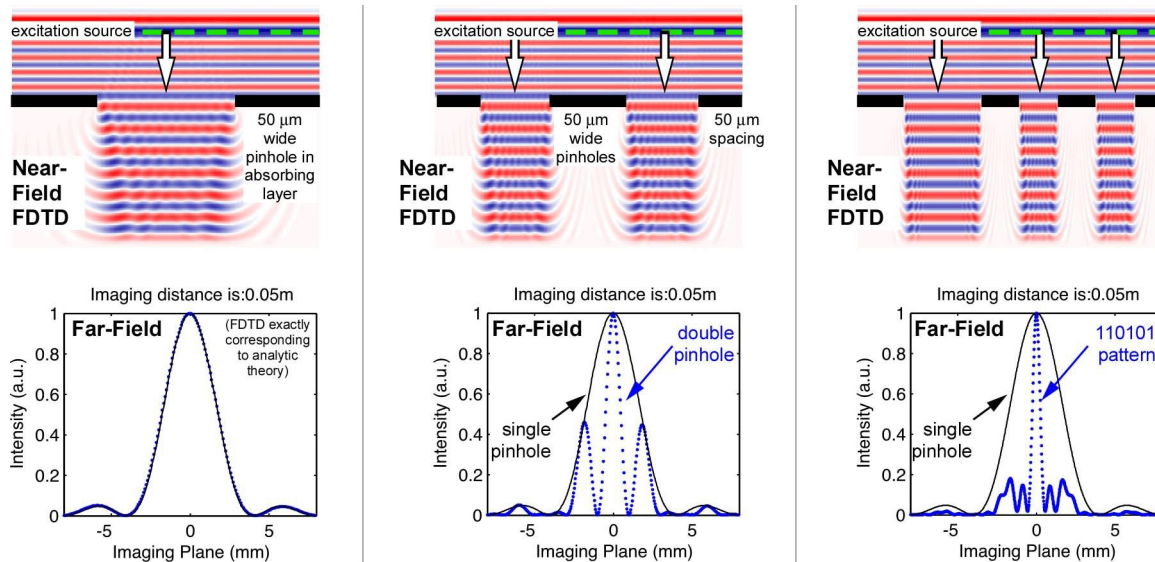 excitation source
50 μm
wide
pinhole in
absorbing
layer
Near-
Field
FDTD
Imaging distance is:0.05m
Far-Field
(FDTD exactly
corresponding
to analytic
theory)
Intensity (a.u.)
1
0.8
0.6
0.4
0.2
0
-5
0
5
Imaging Plane (mm)
excitation source
50 μm
wide
pinholes
50 μm
spacing
Near-
Field
FDTD
Imaging distance is:0.05m
Far-Field
double
pinhole
single
pinhole
Intensity (a.u.)
1
0.8
0.6
0.4
0.2
0
-5
0
5
Imaging Plane (mm)
excitation source
Near-
Field
FDTD
Imaging distance is:0.05m
Far-Field
110101
pattern
single
pinhole
Intensity (a.u.)
1
0.8
0.6
0.4
0.2
0
-5
0
5
Imaging Plane (mm)